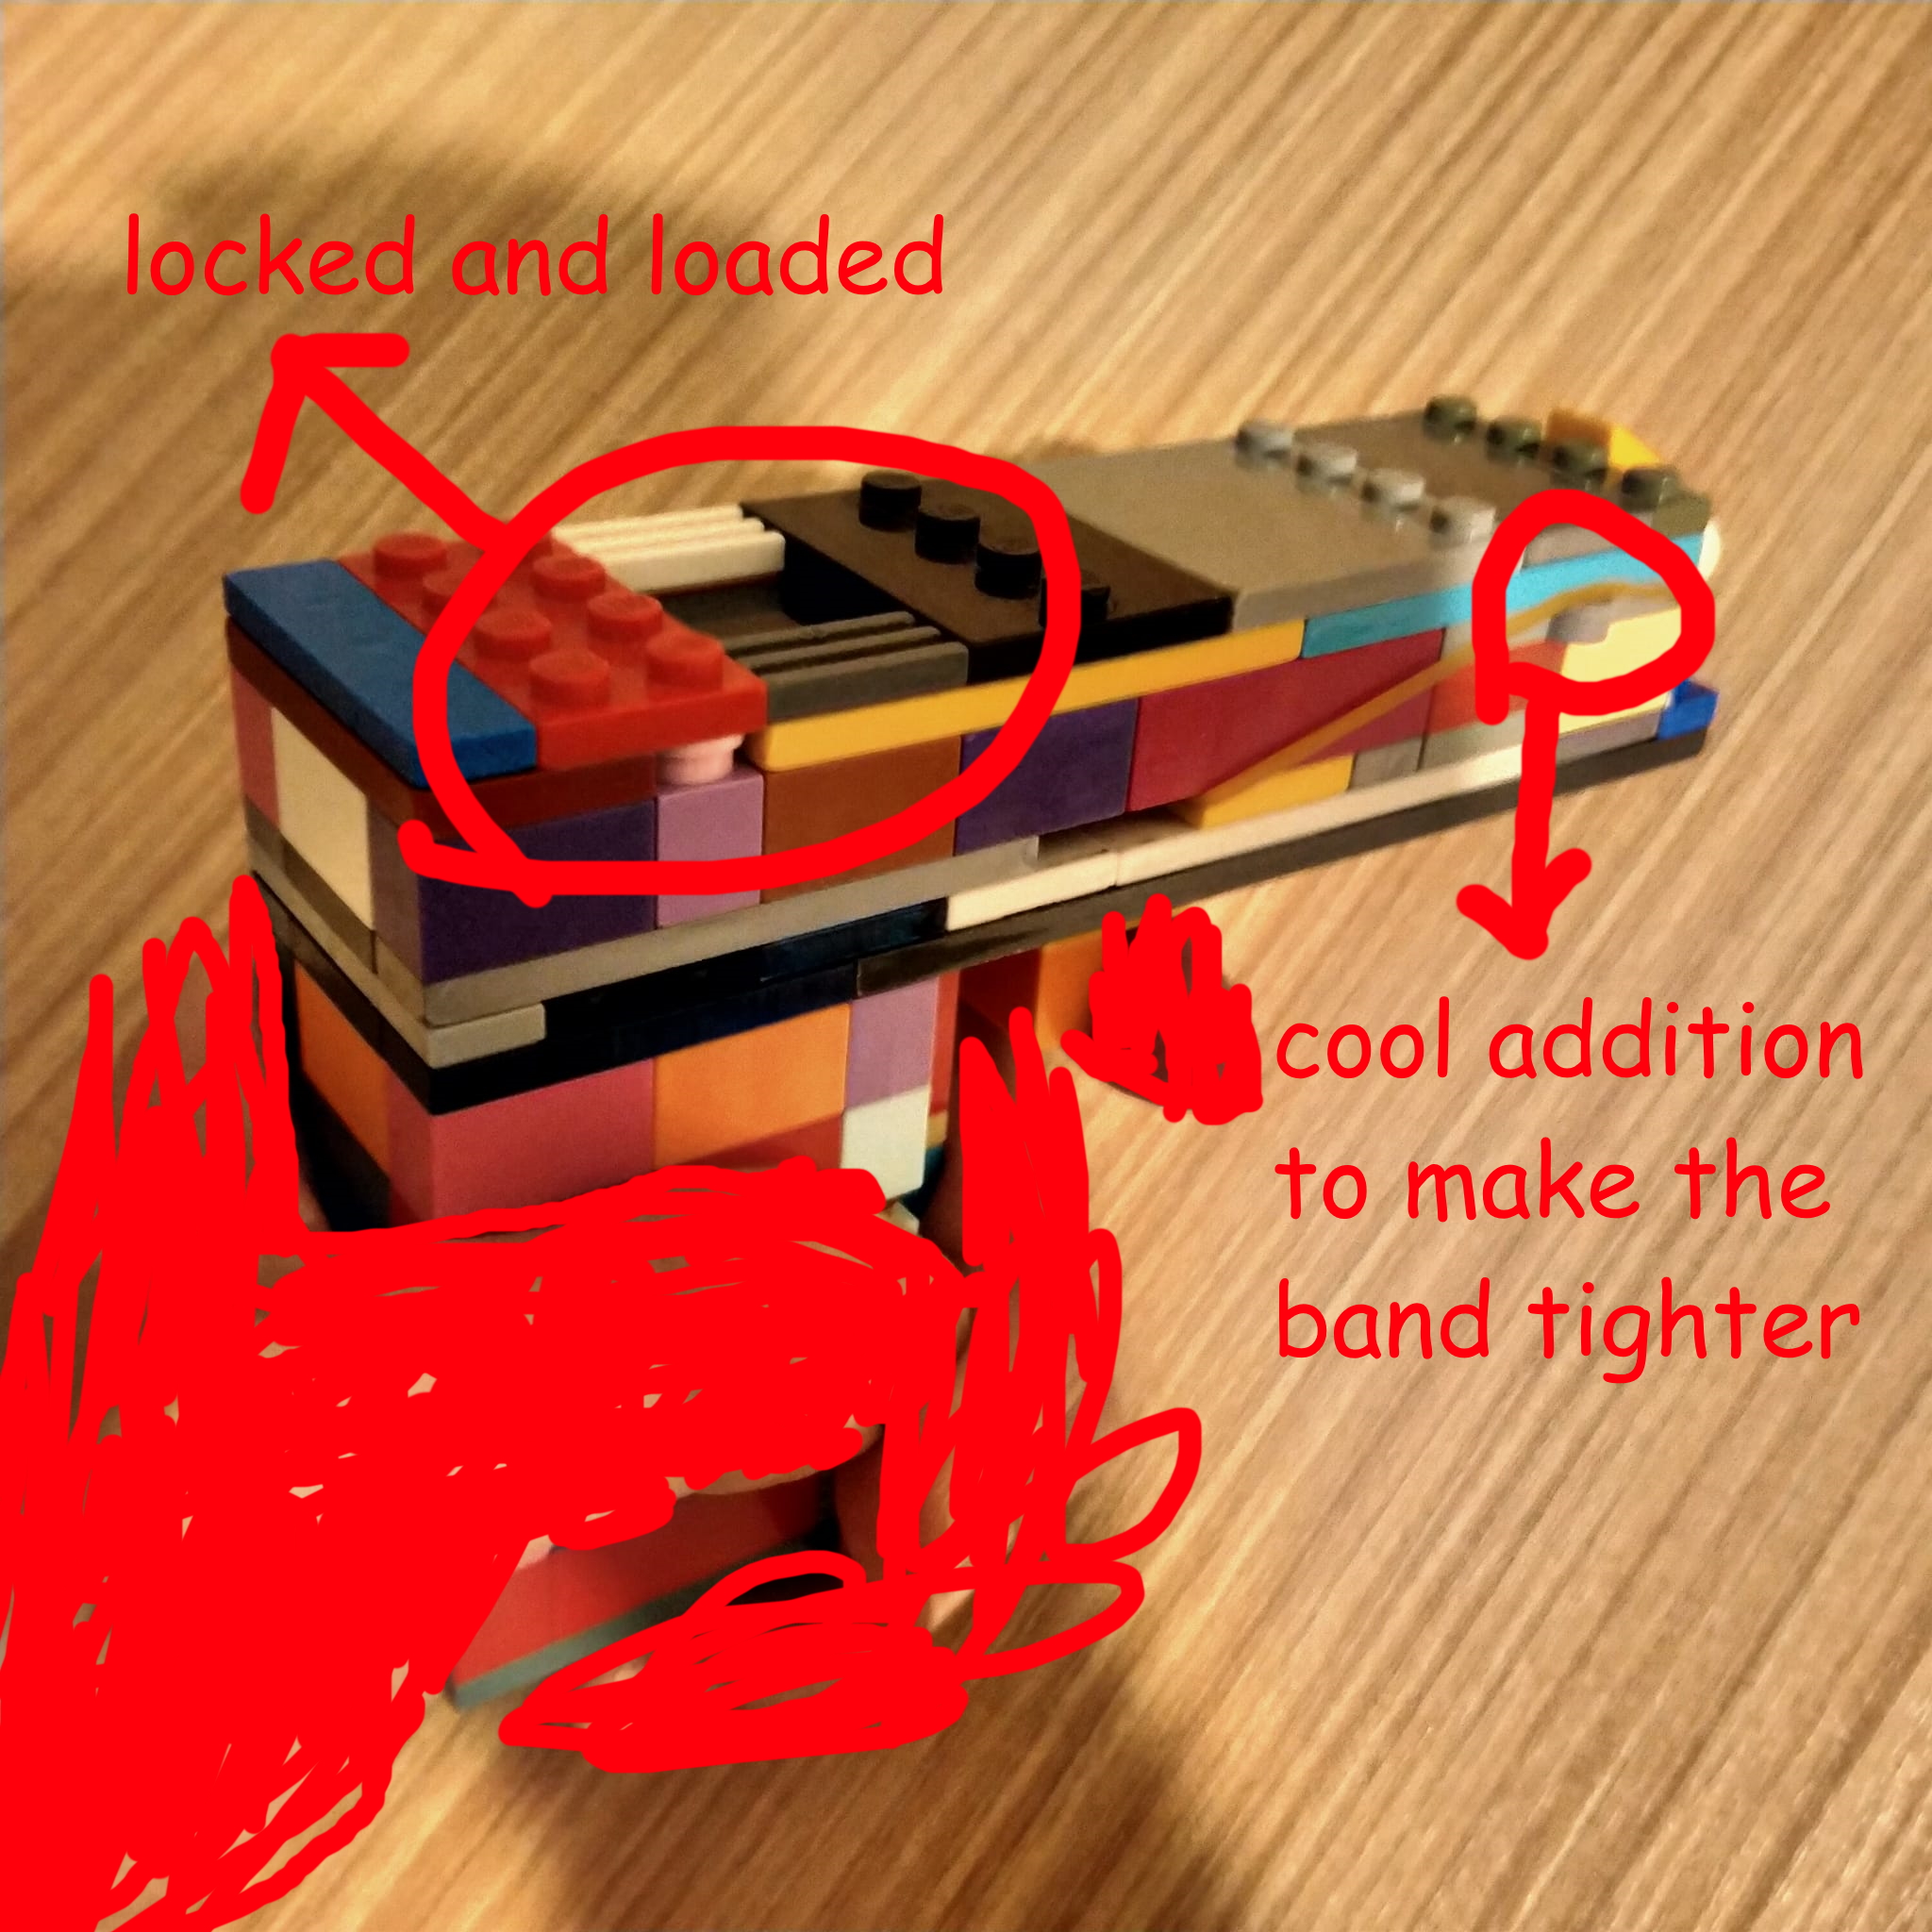 locked and loaded
cool addition
to make the
band tighter